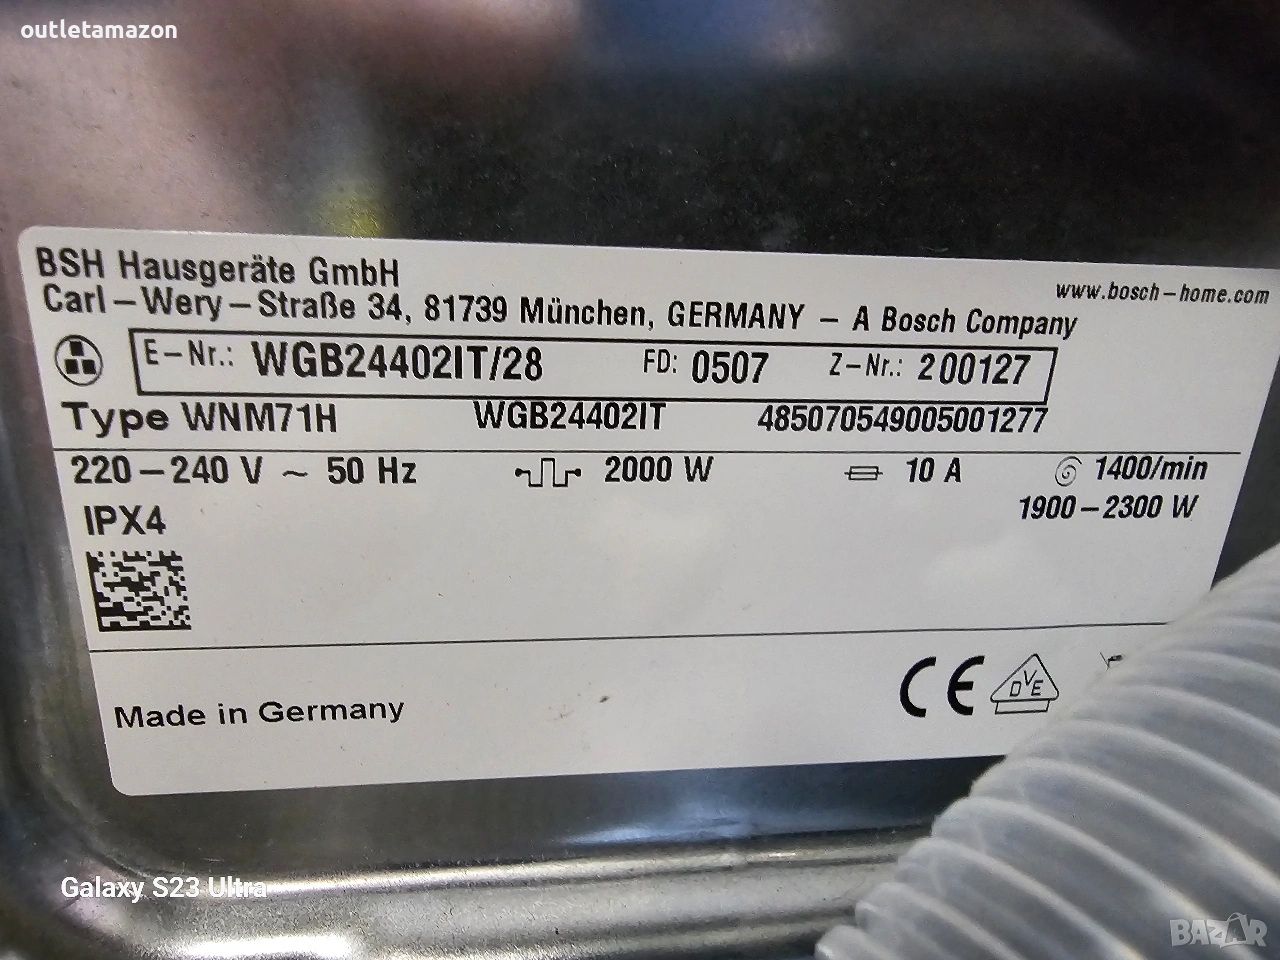 outletamazon
BSH Hausgeräte GmbH
www.bosch-home.com
Carl-Wery-Straße 34, 81739 München, GERMANY - A Bosch Company
E-Nr.: WGB24402IT/28 FD: 0507 Z-Nr.: 200127
Type WNM71H WGB24402IT 485070549005001277
220-240 V ~ 50 Hz 2000 W 10 A 1400/min
1900-2300 W
IPX4
CE DVE
Made in Germany
Galaxy S23 Ultra
BAZAR